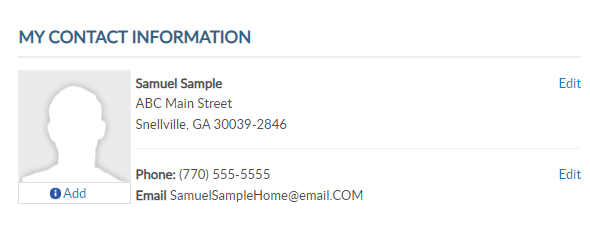 MY CONTACT INFORMATION
Samuel Sample
Edit
ABC Main Street
Snellville, GA 30039-2846
Phone: (770) 555-5555
Edit
Email SamuelSampleHome@email.COM
Add